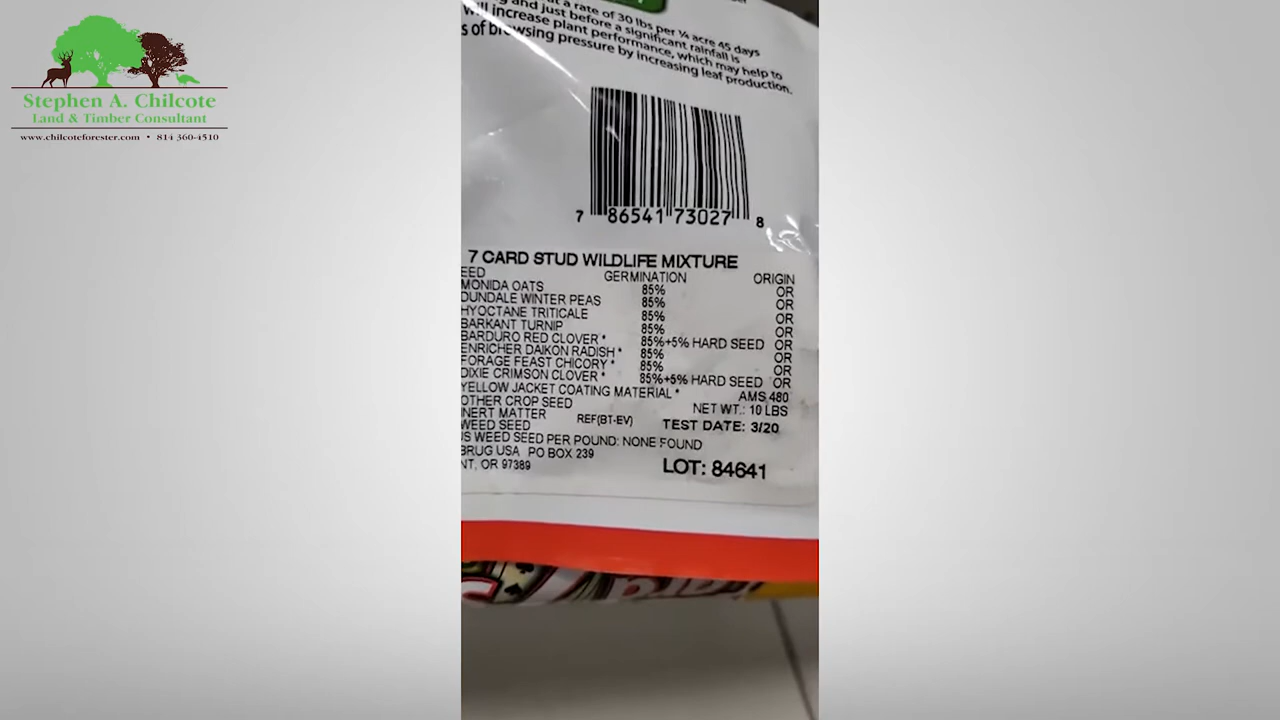 Stephen A. Chilcote
Land & Timber Consultant
www.chilcoteforester.com • 814 360-4510
at a rate of 30 lbs per ¼ acre 45 days
and just before a significant rainfall is
will increase plant performance, which may help to
s of browsing pressure by increasing leaf production.
7 86541 73027 8
7 CARD STUD WILDLIFE MIXTURE
EED GERMINATION ORIGIN
MONIDA OATS 85% OR
DUNDALE WINTER PEAS 85% OR
HYOCTANE TRITICALE 85% OR
BARKANT TURNIP 85% OR
BARDURO RED CLOVER * 85%+5% HARD SEED OR
ENRICHER DAIKON RADISH * 85% OR
FORAGE FEAST CHICORY * 85% OR
DIXIE CRIMSON CLOVER * 85%+5% HARD SEED OR
YELLOW JACKET COATING MATERIAL * AMS 480
OTHER CROP SEED NET WT.: 10 LBS
NERT MATTER REF(BT-EV) TEST DATE: 3/20
WEED SEED
US WEED SEED PER POUND: NONE FOUND
BRUG USA PO BOX 239
NT, OR 97389 LOT: 84641